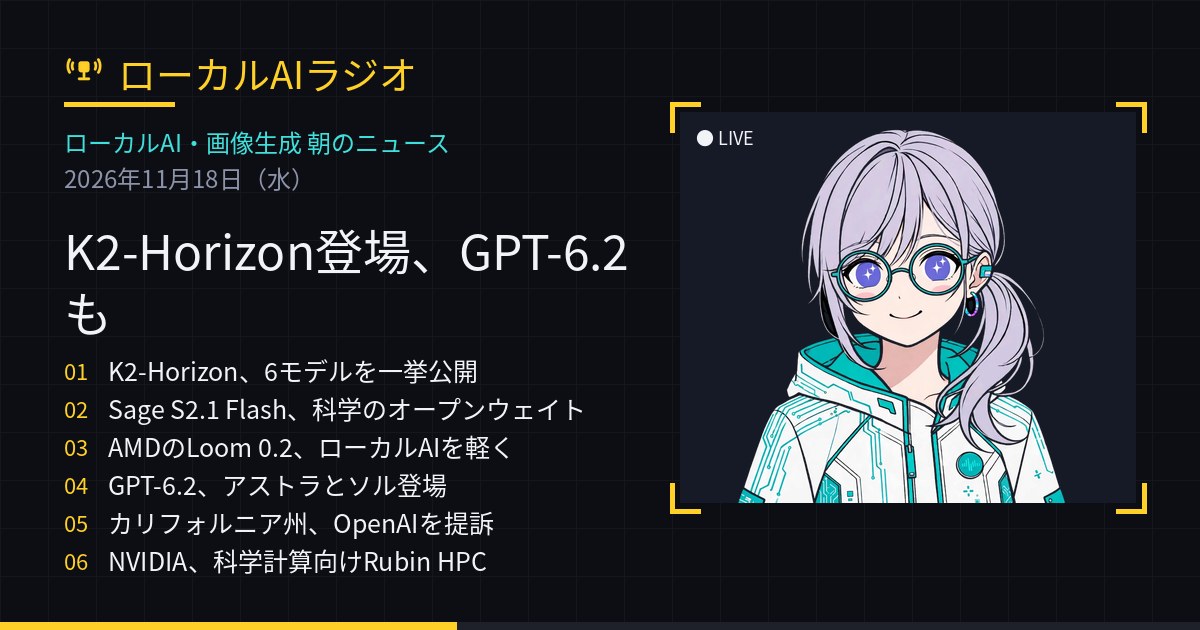 ローカルAIラジオ
ローカルAI・画像生成 朝のニュース
2026年11月18日（水）
K2-Horizon登場、GPT-6.2
も
01 K2-Horizon、6モデルを一挙公開
02 Sage S2.1 Flash、科学のオープンウェイト
03 AMDのLoom 0.2、ローカルAIを軽く
04 GPT-6.2、アストラとソル登場
05 カリフォルニア州、OpenAIを提訴
06 NVIDIA、科学計算向けRubin HPC
LIVE